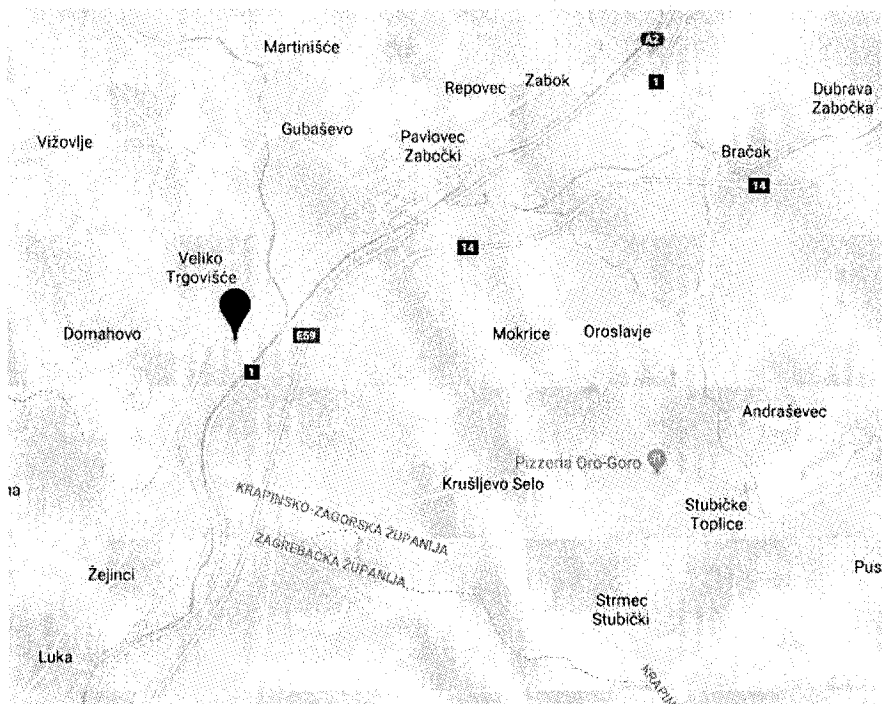 Martinišće
A2
Repovec
Zabok
1
Dubrava
Zabočka
Gubaševo
Pavlovec
Zabočki
Vižovlje
Bračak
14
14
Veliko
Trgovišće
Domahovo
E59
Mokrice
Oroslavje
1
Andraševec
Pizzeria Oro-Goro
Krušljevo Selo
na
KRAPINSKO-ZAGORSKA ŽUPANIJA
Stubičke
Toplice
ZAGREBAČKA ŽUPANIJA
Žejinci
Pus
Strmec
Stubički
Luka
KRAPIN